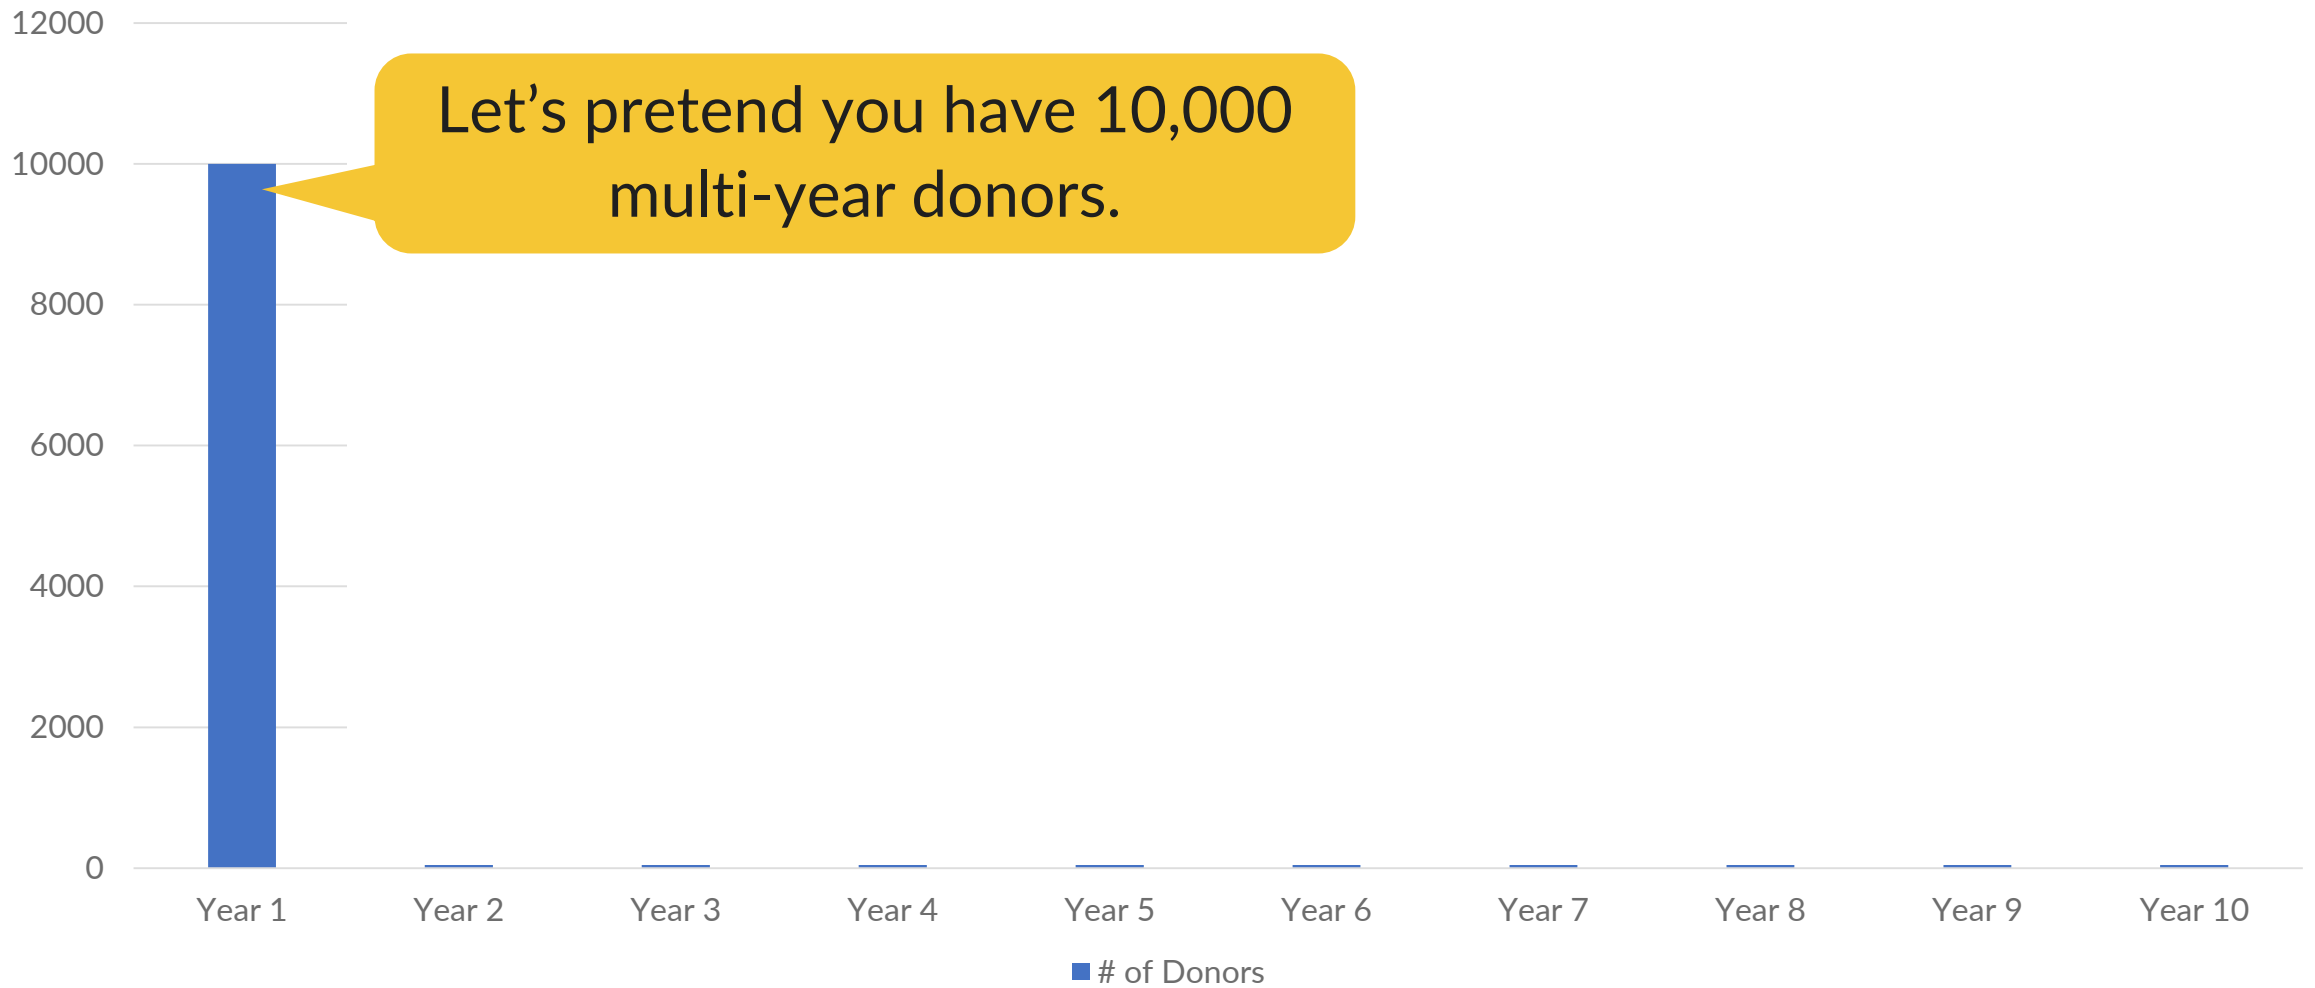 12000
Let’s pretend you have 10,000
multi-year donors.
10000
8000
6000
4000
2000
0
Year 1 Year 2 Year 3 Year 4 Year 5 Year 6 Year 7 Year 8 Year 9 Year 10
# of Donors